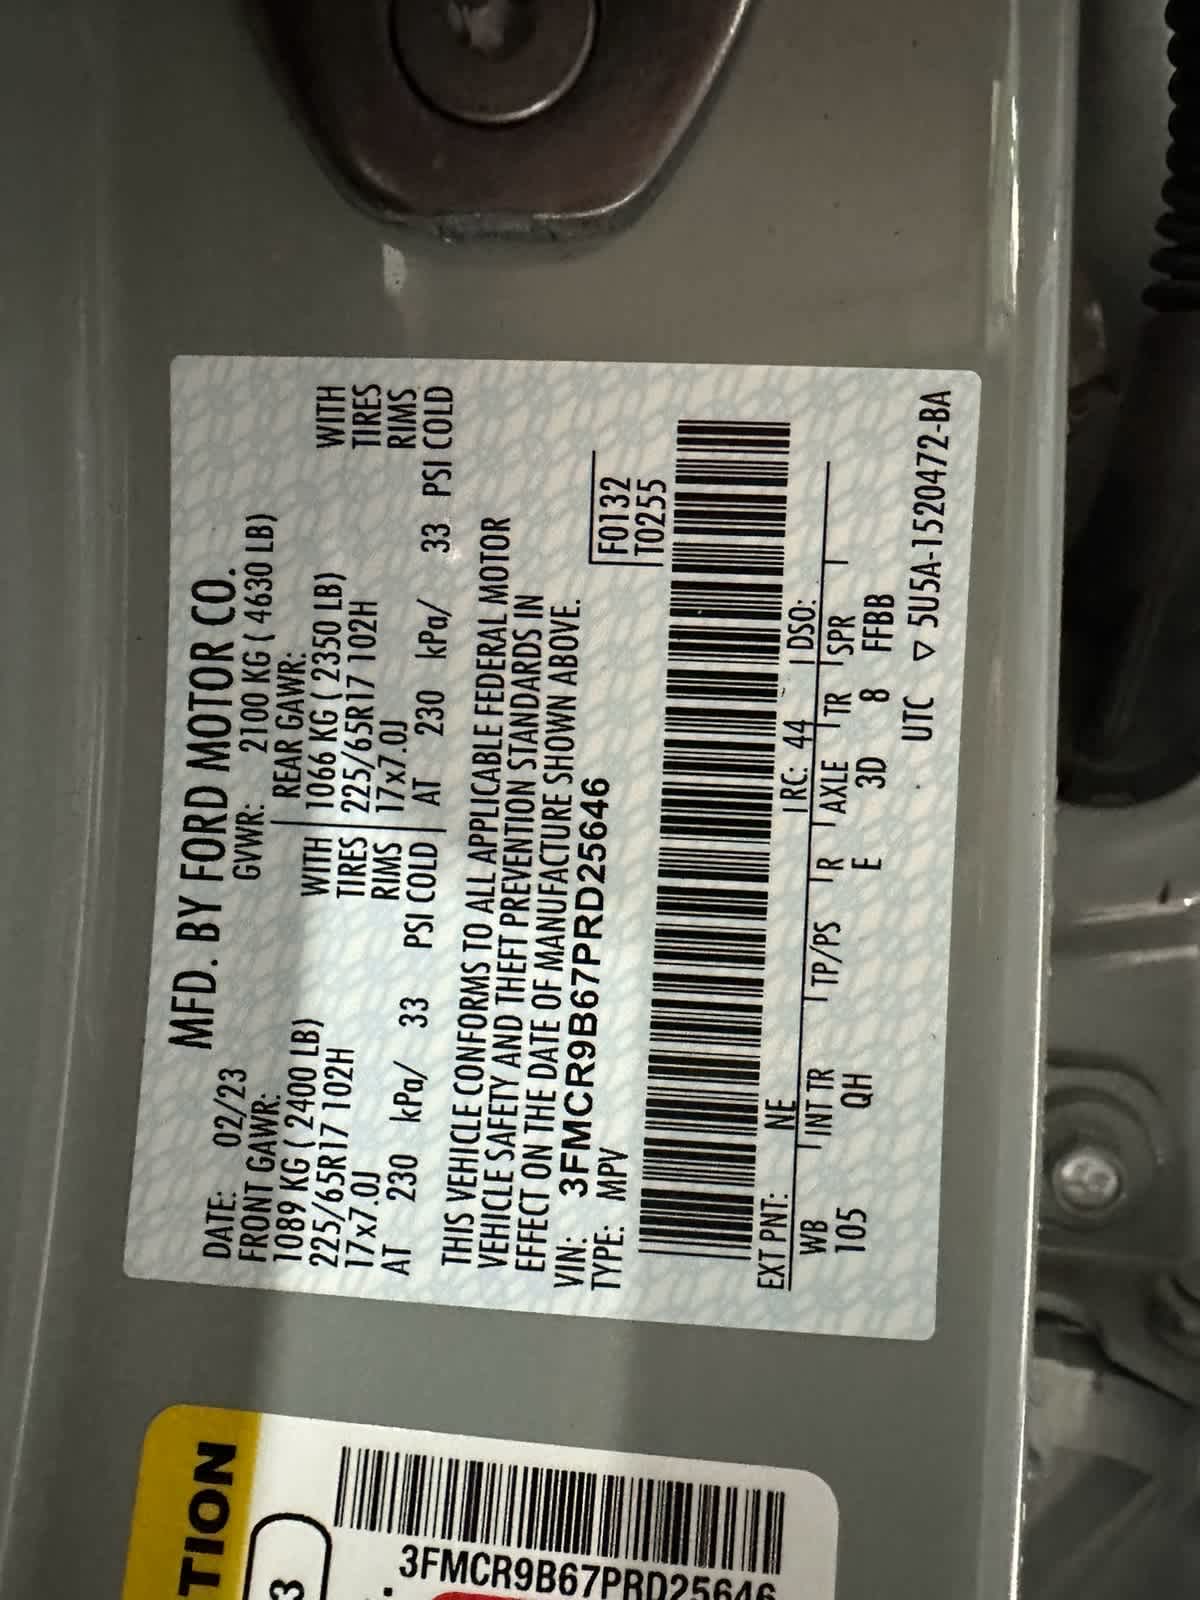 MFD. BY FORD MOTOR CO.
DATE: 02/23 GVWR: 2100 KG ( 4630 LB)
FRONT GAWR: REAR GAWR:
1089 KG ( 2400 LB) WITH 1066 KG ( 2350 LB) WITH
225/65R17 102H TIRES 225/65R17 102H TIRES
17x7.0J RIMS 17x7.0J RIMS
AT 230 kPa/ 33 PSI COLD AT 230 kPa/ 33 PSI COLD
THIS VEHICLE CONFORMS TO ALL APPLICABLE FEDERAL MOTOR
VEHICLE SAFETY AND THEFT PREVENTION STANDARDS IN
EFFECT ON THE DATE OF MANUFACTURE SHOWN ABOVE.
VIN: 3FMCR9B67PRD25646 F0132
TYPE: MPV T0255
EXT PNT: NE RC: 44 DSO:
WB INT TR TP/PS R AXLE TR SPR
105 QH E 3D 8 FFBB
UTC ▽ 5U5A-1520472-BA
TION
3
3FMCR9B67PRD25646